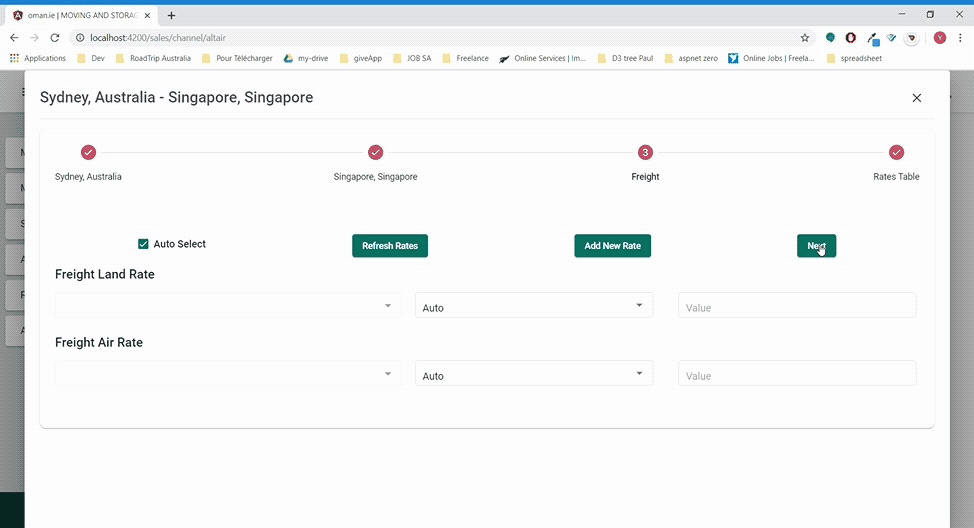 oman.ie | MOVING AND STORAG
localhost:4200/sales/channel/altair
Y
Applications Dev RoadTrip Australia Pour Télécharger my-drive giveApp JOB SA Freelance Online Services | Im... D3 tree Paul aspnet zero Online Jobs | Freela... spreadsheet
Sydney, Australia - Singapore, Singapore
3
Sydney, Australia Singapore, Singapore Freight Rates Table
Auto Select Refresh Rates Add New Rate Next
Freight Land Rate
Auto Value
Freight Air Rate
Auto Value